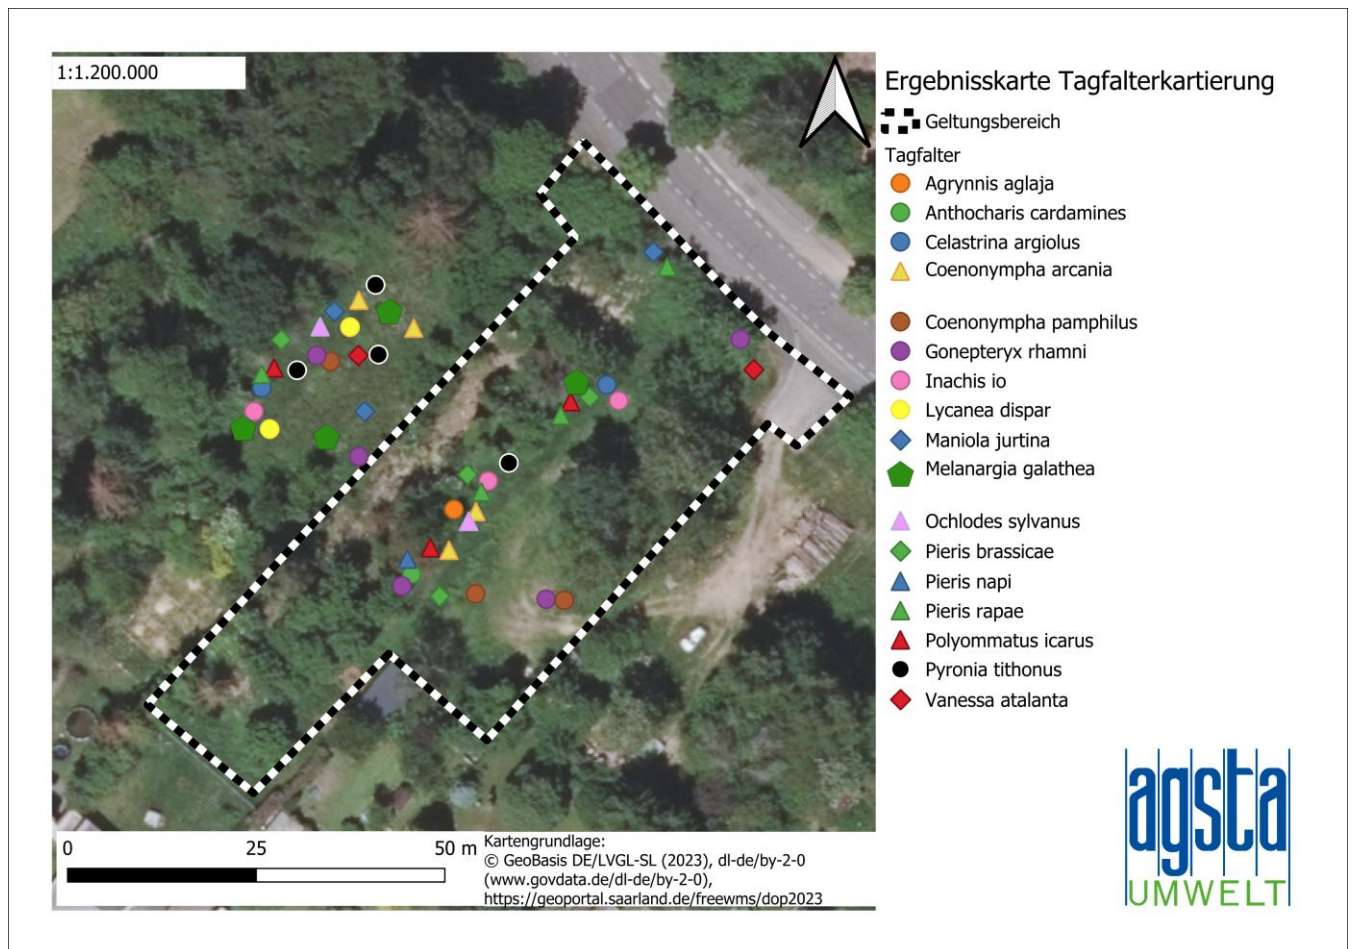 1:1.200.000
Ergebnisskarte Tagfalterkartierung
Geltungsbereich
Tagfalter
Agrynnis aglaja
Anthocharis cardamines
Celastrina argiolus
Coenonympha arcania
Coenonympha pamphilus
Gonepteryx rhamni
Inachis io
Lycanea dispar
Maniola jurtina
Melanargia galathea
Ochlodes sylvanus
Pieris brassicae
Pieris napi
Pieris rapae
Polyommatus icarus
Pyronia tithonus
Vanessa atalanta
0 25 50 m
Kartengrundlage:
© GeoBasis DE/LVGL-SL (2023), dl-de/by-2-0
(www.govdata.de/dl-de/by-2-0),
https://geoportal.saarland.de/freewms/dop2023
agsta
UMWELT